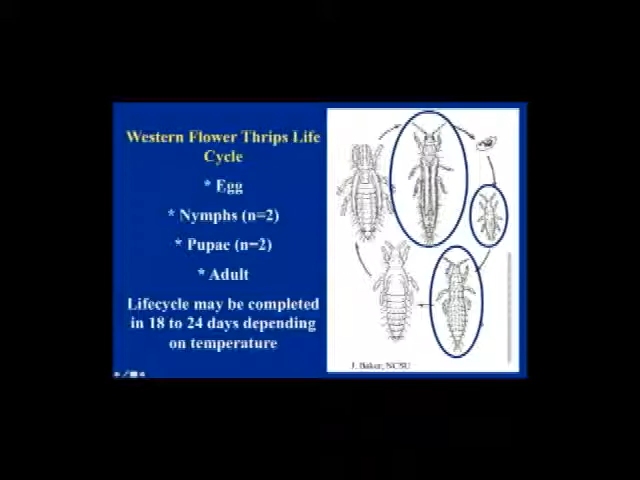 Western Flower Thrips Life
Cycle
* Egg
* Nymphs (n=2)
* Pupae (n=2)
* Adult
Lifecycle may be completed
in 18 to 24 days depending
on temperature
J. Baker, NCSU